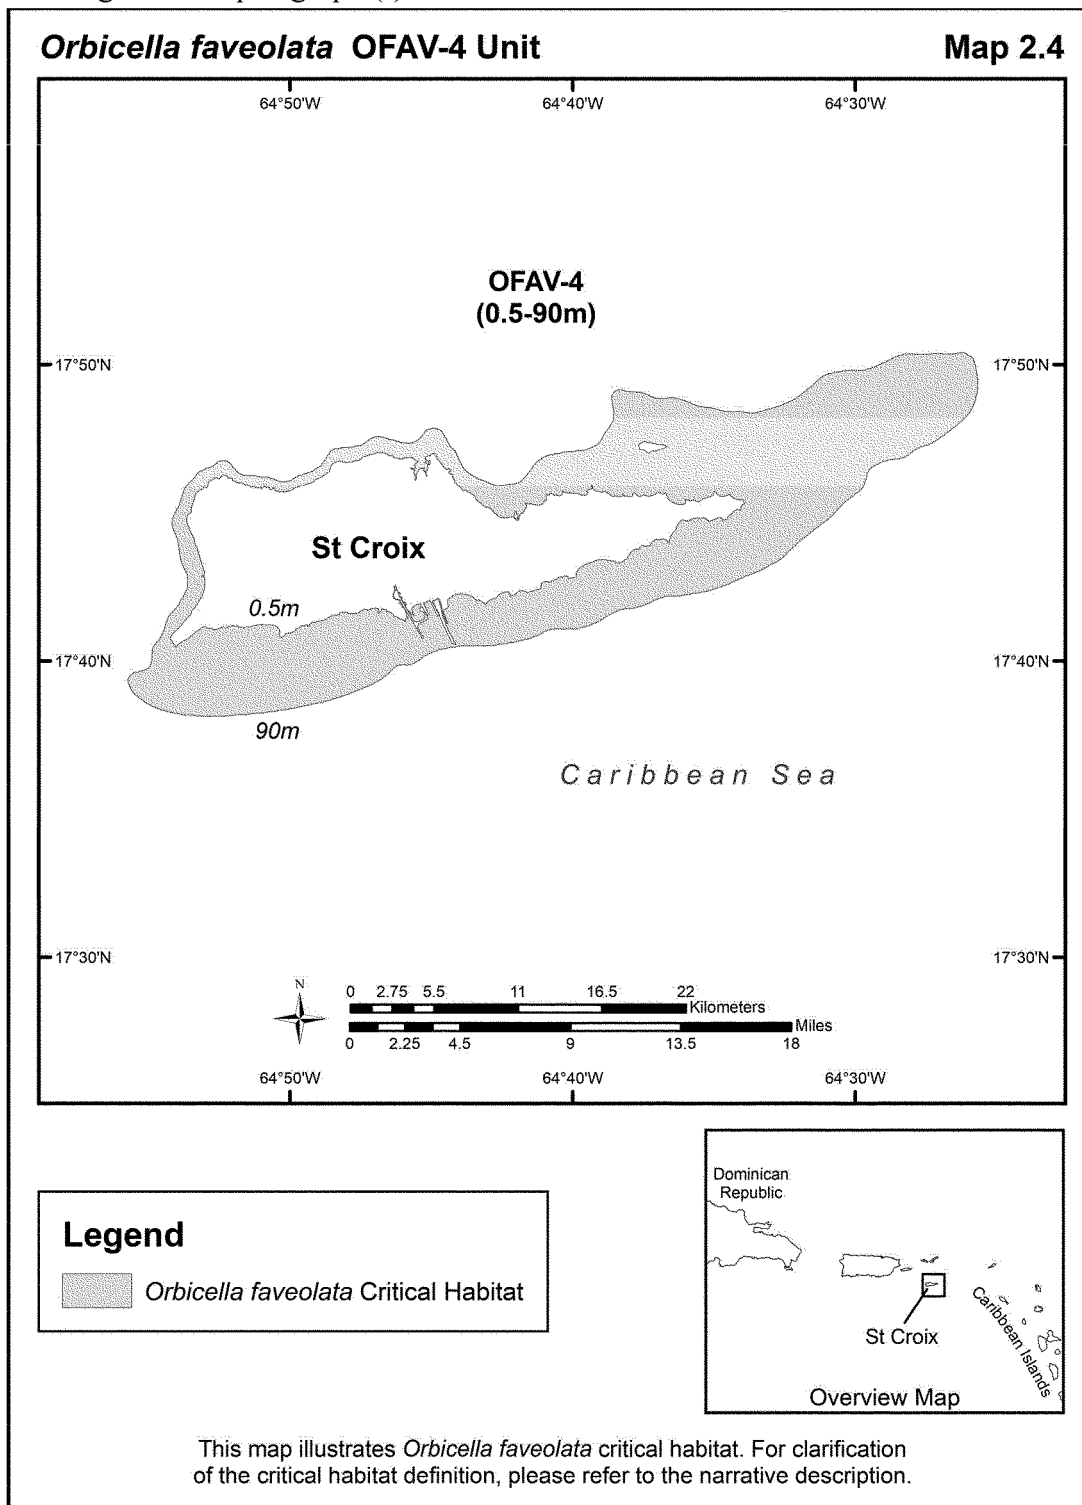 Orbicella faveolata OFAV-4 Unit
Map 2.4
64°50'W
64°40'W
64°30'W
OFAV-4
(0.5-90m)
17°50'N
17°50'N
St Croix
0.5m
17°40'N
17°40'N
90m
Caribbean Sea
17°30'N
17°30'N
N
0 2.75 5.5 11 16.5 22
Kilometers
Miles
0 2.25 4.5 9 13.5 18
64°50'W
64°40'W
64°30'W
Legend
Orbicella faveolata Critical Habitat
Dominican
Republic
St Croix
Caribbean Islands
Overview Map
This map illustrates Orbicella faveolata critical habitat. For clarification
of the critical habitat definition, please refer to the narrative description.